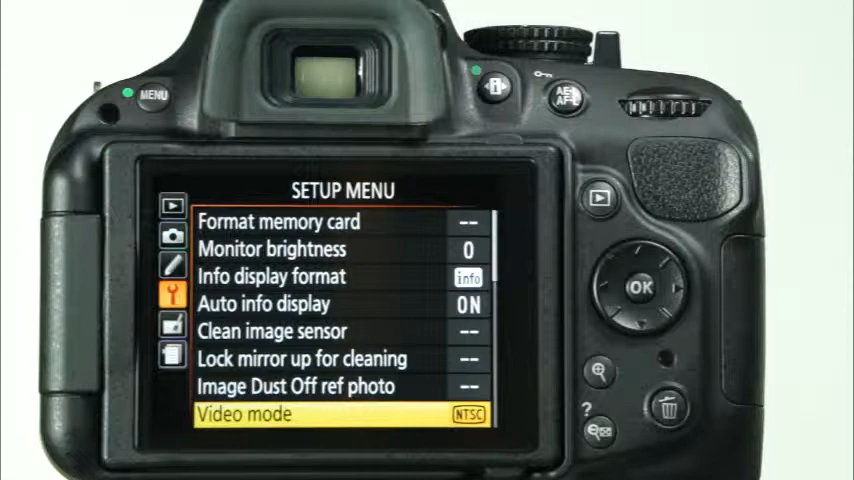 MENU
i
AE-L
AF-L
SETUP MENU
Format memory card --
Monitor brightness 0
Info display format info
Auto info display ON
Clean image sensor --
Lock mirror up for cleaning --
Image Dust Off ref photo --
Video mode NTSC
OK
?